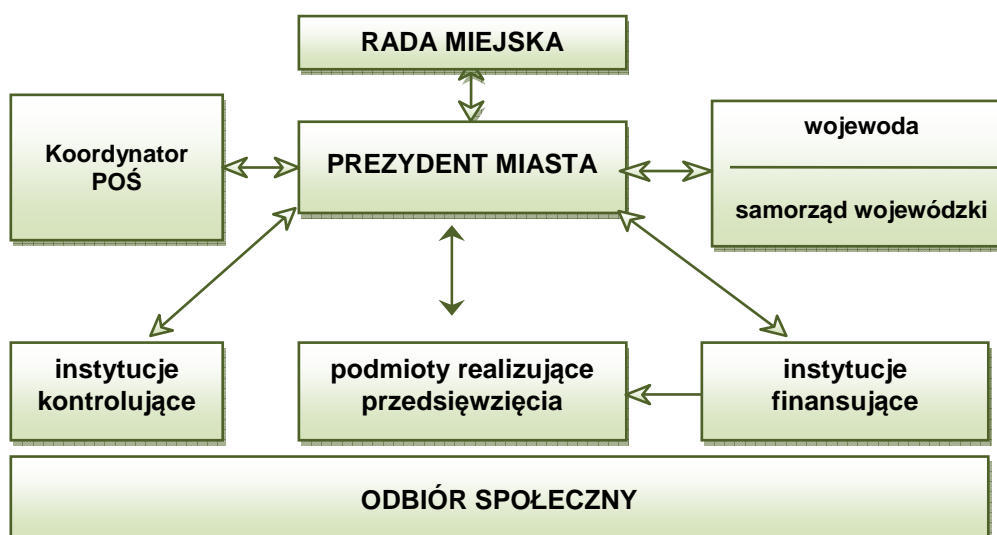 RADA MIEJSKA
Koordynator
POŚ
PREZYDENT MIASTA
wojewoda
samorząd wojewódzki
instytucje
kontrolujące
podmioty realizujące
przedsięwzięcia
instytucje
finansujące
ODBIÓR SPOŁECZNY